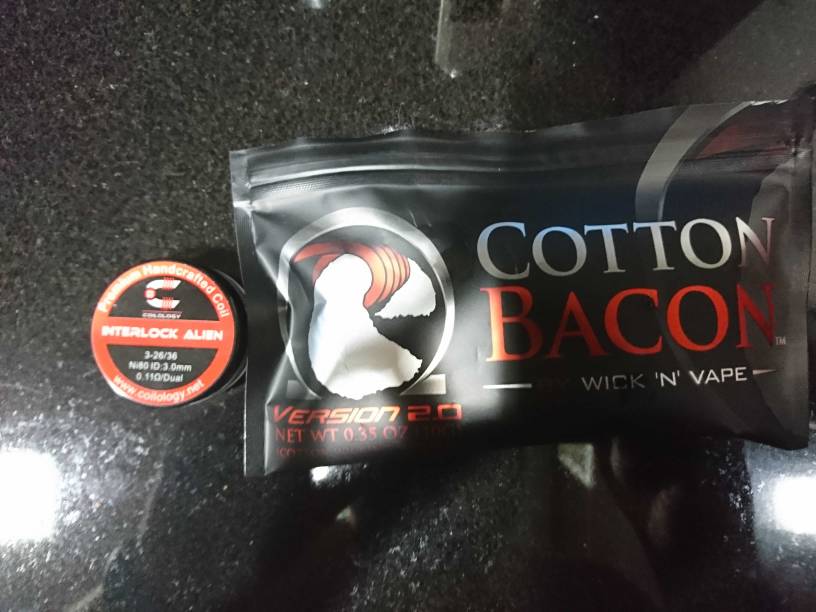 Premium Handcrafted Coil
COILOLOGY
INTERLOCK ALIEN
3-26/36
Ni80 ID:3.0mm
0.11Ω/Dual
www.coilology.net
COTTON
BACON™
WICK 'N' VAPE
VERSION 2.0
NET WT 0.35 OZ